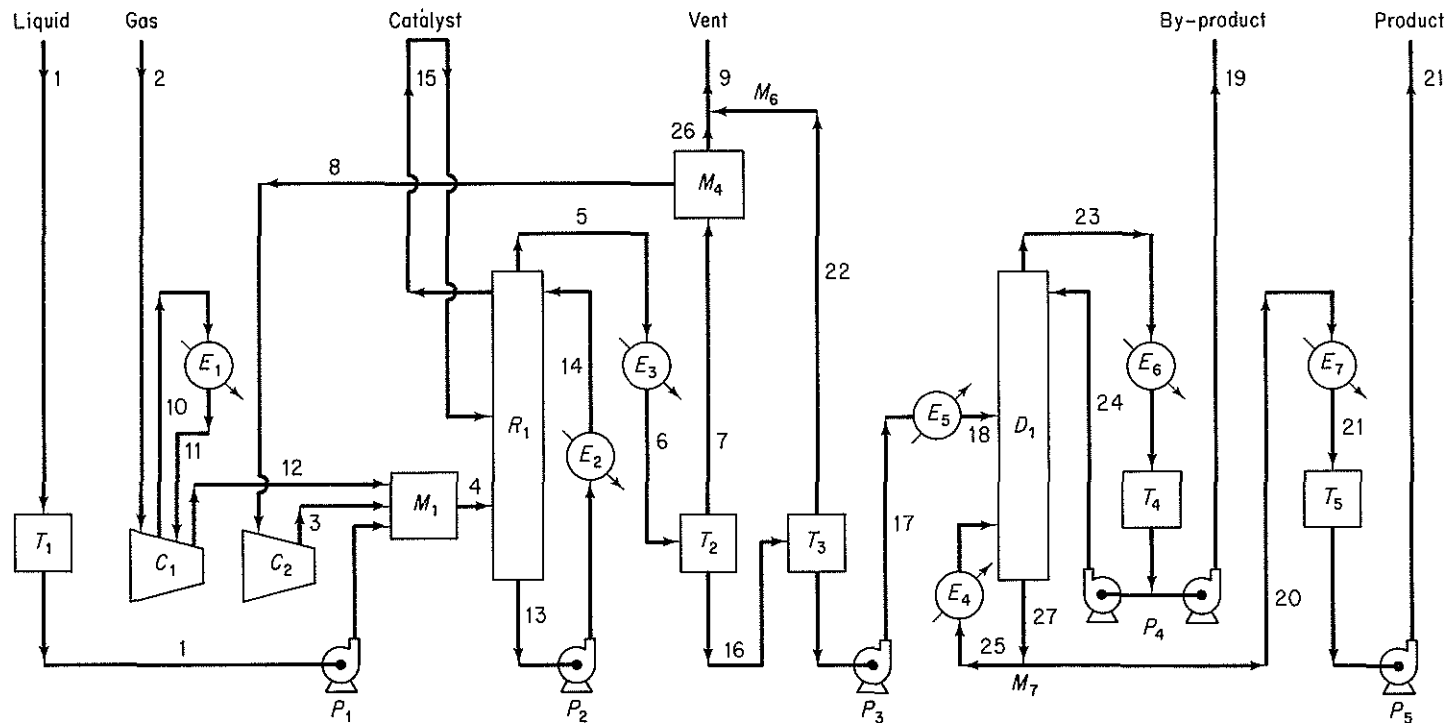 Liquid
Gas
Catalyst
Vent
By-product
Product
1
2
15
9
M6
19
21
26
8
M4
5
23
22
10
E1
11
14
E3
6
E2
7
R1
E5
18
D1
24
E6
E7
21
12
3
M1
4
17
T1
C1
C2
T2
T3
T4
T5
E4
13
16
25
27
20
1
P1
P2
P3
M7
P4
P5